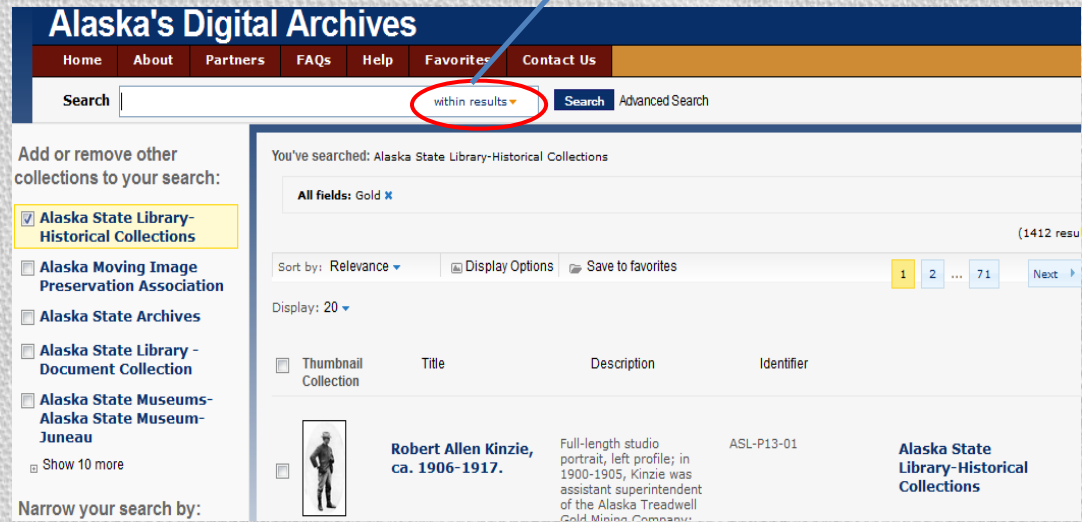 Alaska's Digital Archives
Home About Partners FAQs Help Favorites Contact Us
Search within results Search Advanced Search
Add or remove other
collections to your search:
Alaska State Library-
Historical Collections
Alaska Moving Image
Preservation Association
Alaska State Archives
Alaska State Library -
Document Collection
Alaska State Museums-
Alaska State Museum-
Juneau
Show 10 more
Narrow your search by:
You've searched: Alaska State Library-Historical Collections
All fields: Gold x
(1412 resu
Sort by: Relevance Display Options Save to favorites
1 2 ... 71 Next
Display: 20
Thumbnail Title Description Identifier
Collection
Robert Allen Kinzie,
ca. 1906-1917.
Full-length studio
portrait, left profile; in
1900-1905, Kinzie was
assistant superintendent
of the Alaska Treadwell
Gold Mining Company;
ASL-P13-01
Alaska State
Library-Historical
Collections